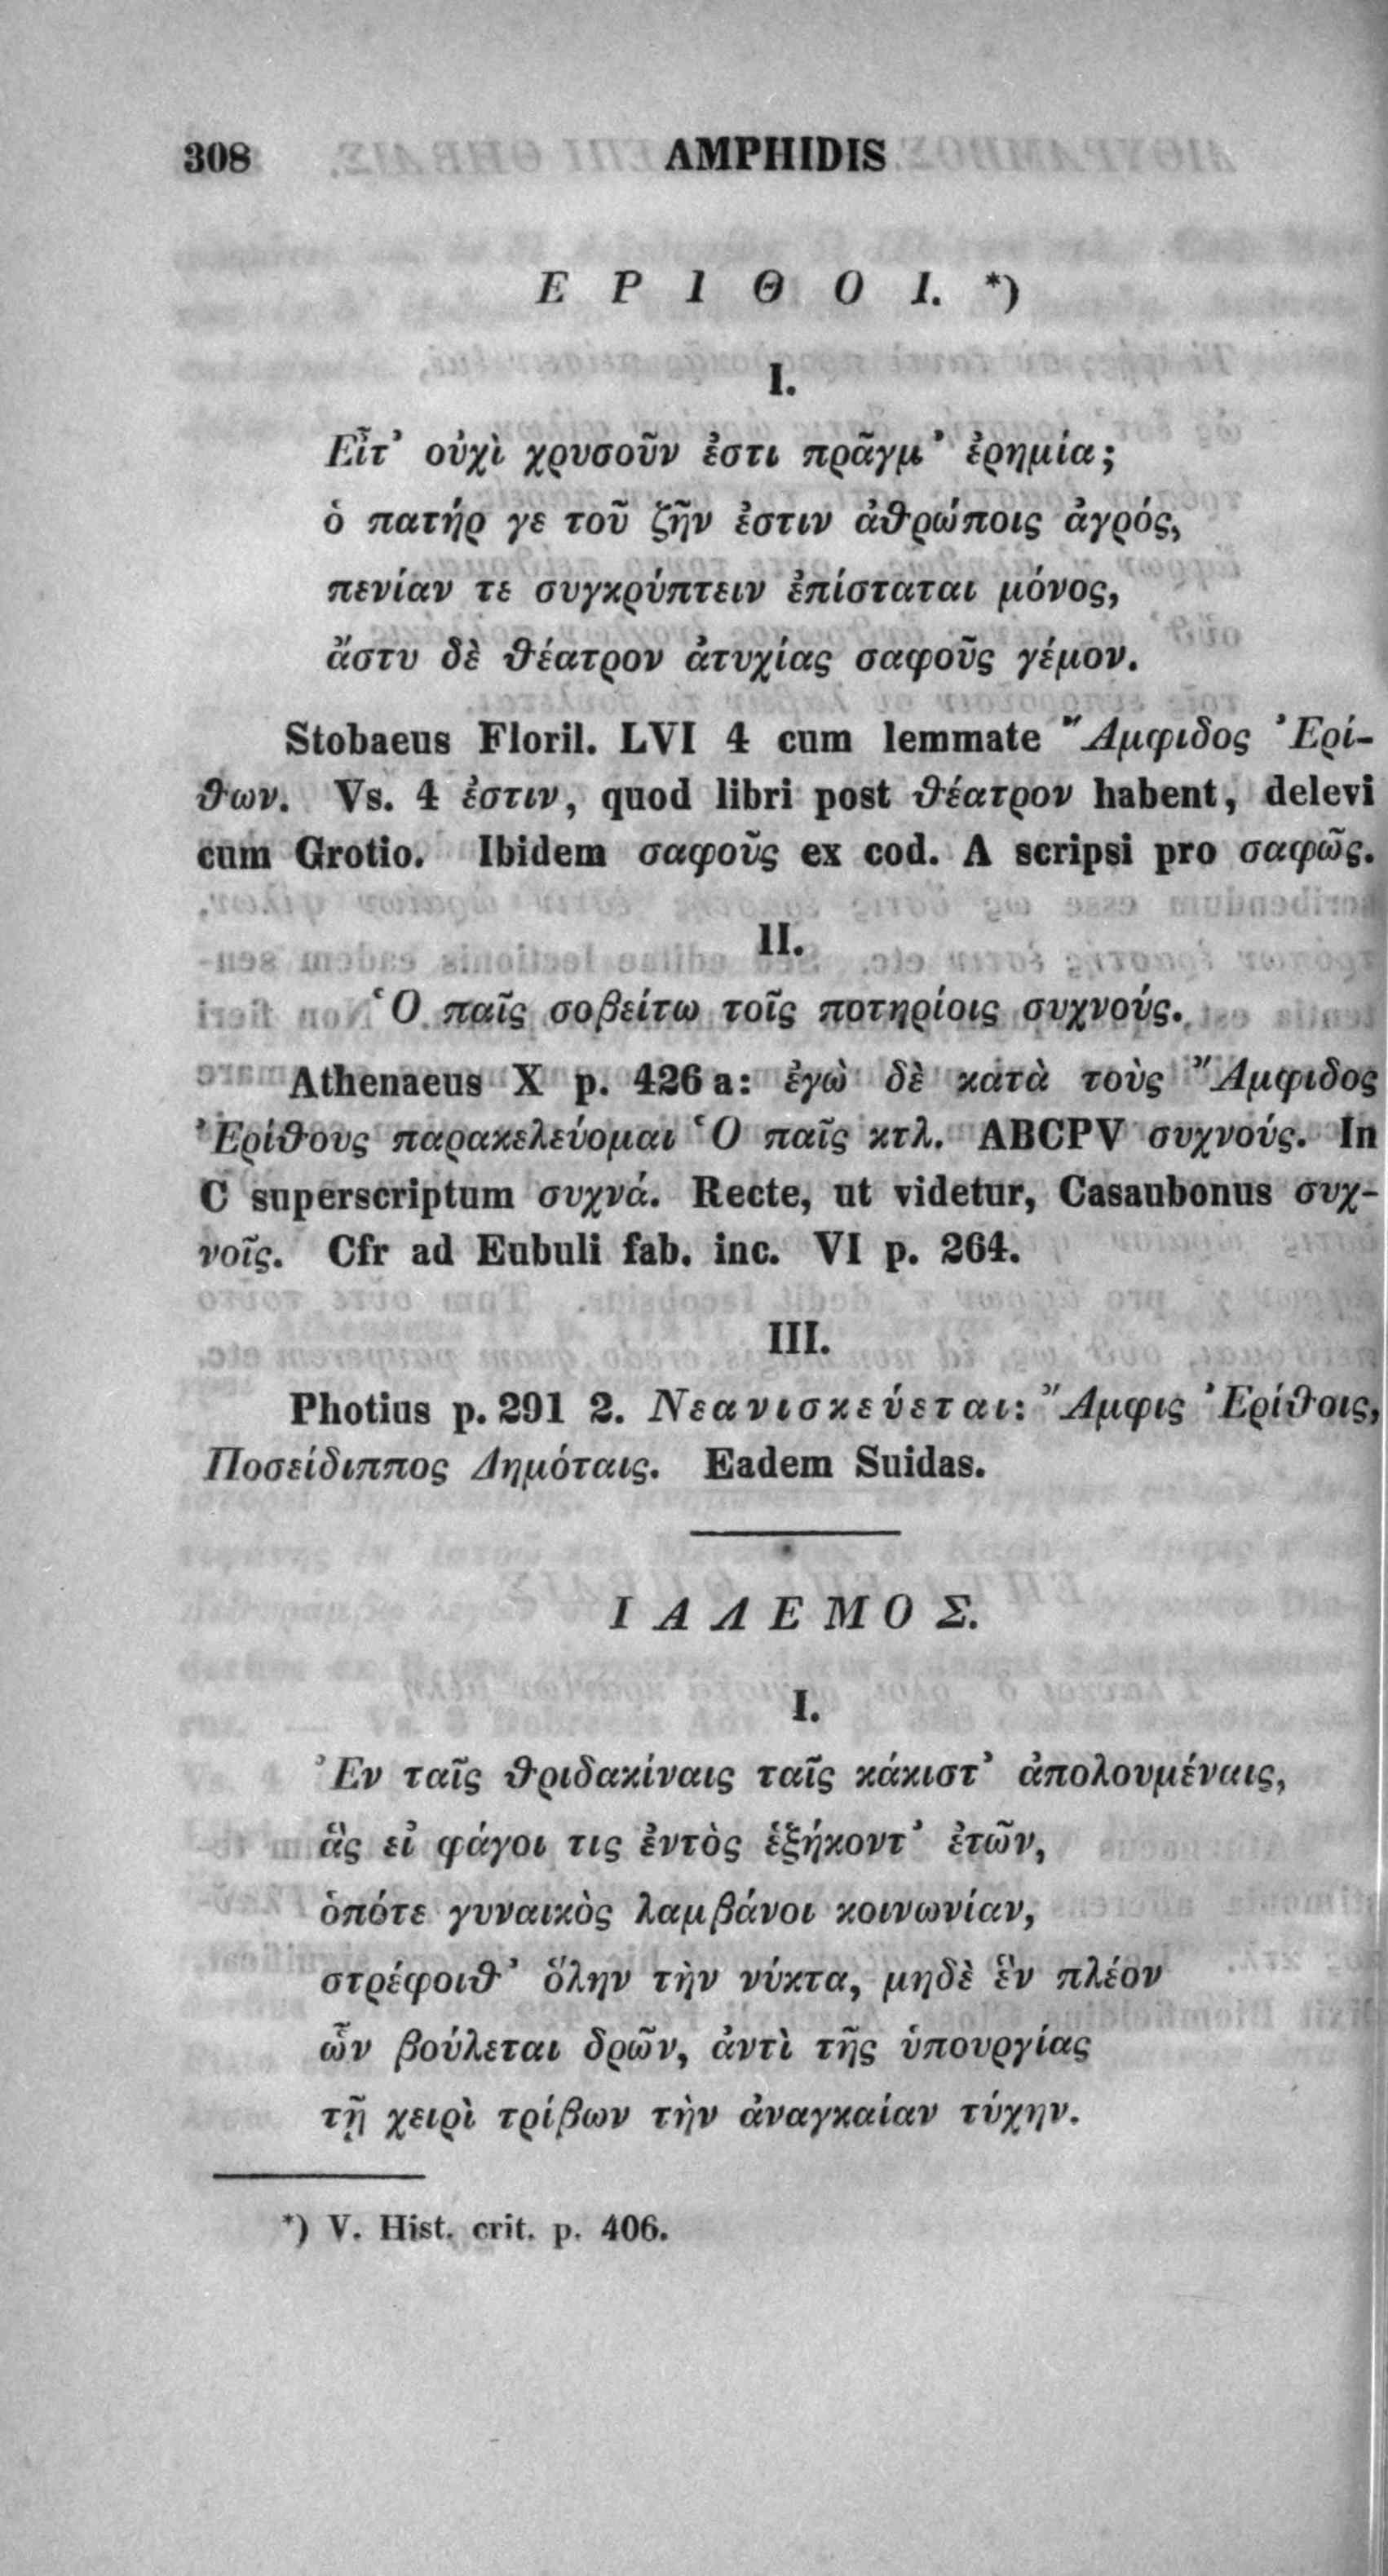 308 AMPHIDIS
Ε Ρ Ι Θ Ο Ι. *)
I.
Εἶτ’ οὐχὶ χρυσοῦν ἐστι πρᾶγμ’ ἐρημία;
ὁ πατήρ γε τοῦ ζῆν ἐστιν ἀθρώποις ἀγρός,
πενίαν τε συγκρύπτειν ἐπίσταται μόνος,
ἄστυ δὲ θέατρον ἀτυχίας σαφοῦς γέμον.
Stobaeus Floril. LVI 4 cum lemmate Ἄμφιδος Ἐρί-
θων. Vs. 4 ἐστιν, quod libri post θέατρον habent, delevi
cum Grotio. Ibidem σαφοῦς ex cod. A scripsi pro σαφῶς.
II.
Ὁ παῖς σοβείτω τοῖς ποτηρίοις συχνούς.
Athenaeus X p. 426 a: ἐγὼ δὲ κατὰ τοὺς Ἄμφιδος
Ἐρίθους παρακελεύομαι Ὁ παῖς κτλ. ABCPV συχνούς. In
C superscriptum συχνά. Recte, ut videtur, Casaubonus συχ-
νοῖς. Cfr ad Eubuli fab. inc. VI p. 264.
III.
Photius p. 291 2. Νεανισκεύεται: Ἄμφις Ἐρίθοις,
Ποσείδιππος Δημόταις. Eadem Suidas.
Ι Α Λ Ε Μ Ο Σ.
I.
Ἐν ταῖς θριδακίναις ταῖς κάκιστ’ ἀπολουμέναις,
ἃς εἰ φάγοι τις ἐντὸς ἑξήκοντ’ ἐτῶν,
ὁπότε γυναικὸς λαμβάνοι κοινωνίαν,
στρέφοιθ’ ὅλην τὴν νύκτα, μηδὲ ἓν πλέον
ὧν βούλεται δρῶν, ἀντὶ τῆς ὑπουργίας
τῇ χειρὶ τρίβων τὴν ἀναγκαίαν τύχην.
*) V. Hist. crit. p. 406.